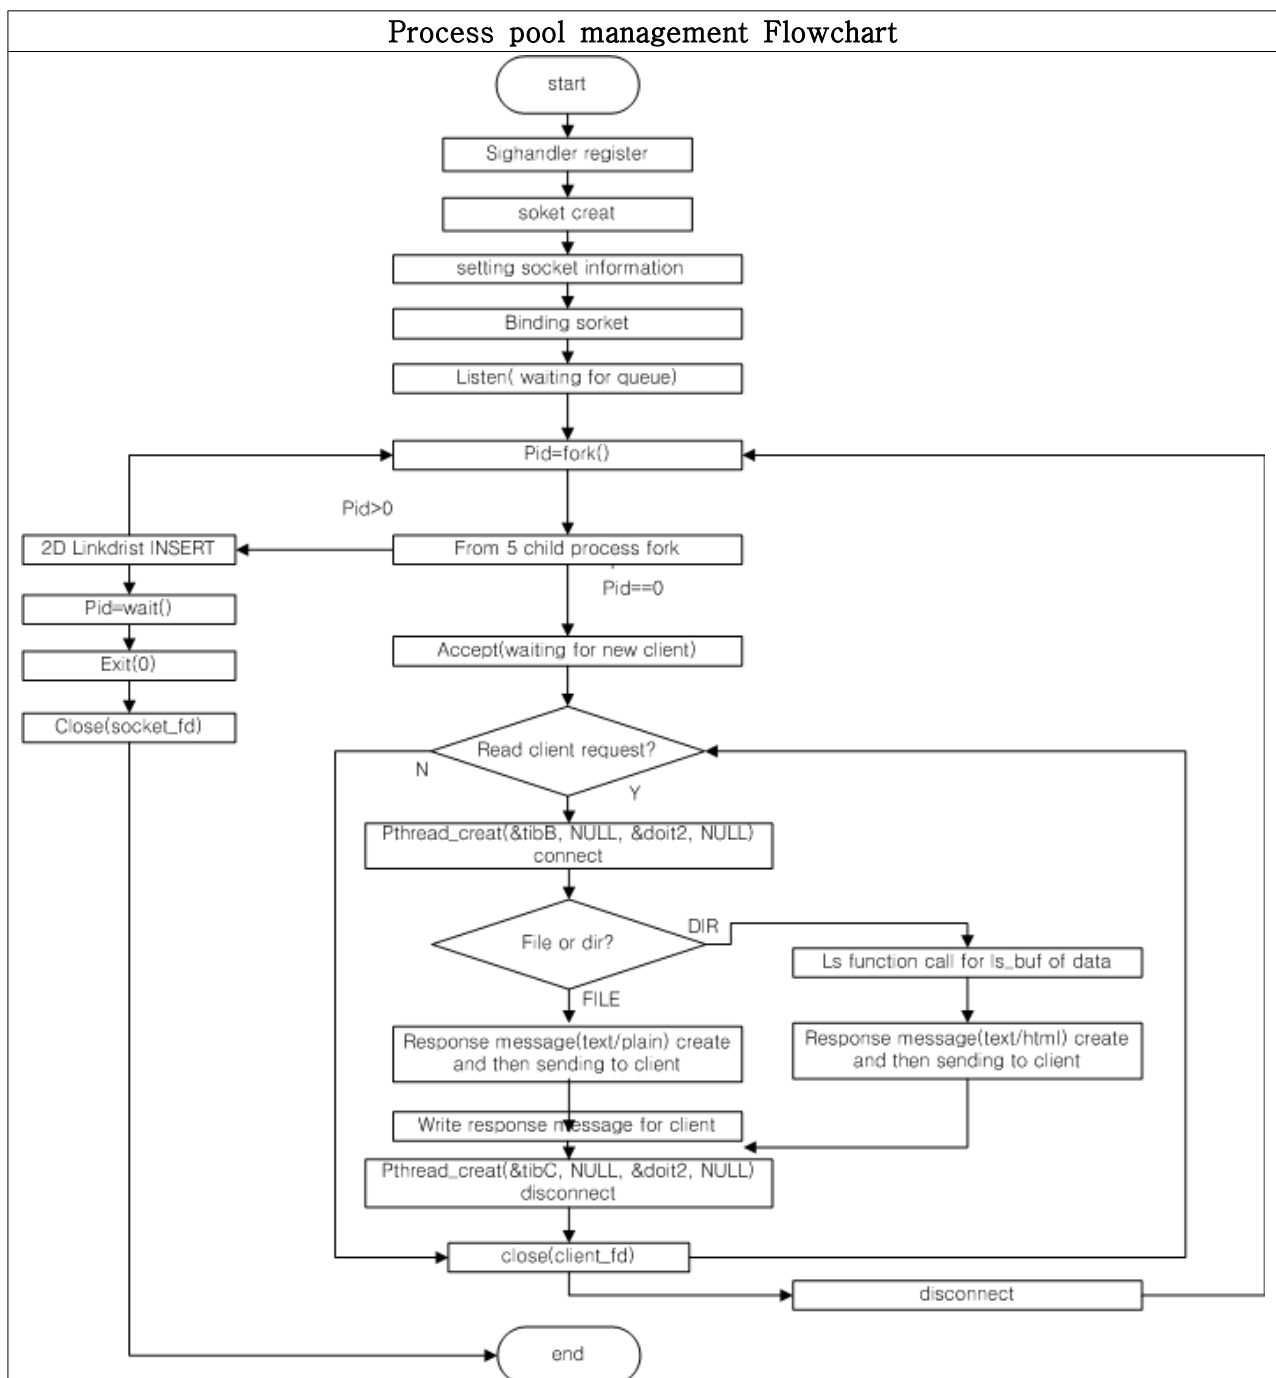 Process pool management Flowchart
start
Sighandler register
soket creat
setting socket information
Binding sorket
Listen( waiting for queue)
Pid=fork()
Pid>0
2D Linkdrist INSERT
From 5 child process fork
Pid==0
Pid=wait()
Accept(waiting for new client)
Exit(0)
Close(socket_fd)
Read client request?
N
Y
Pthread_creat(&tibB, NULL, &doit2, NULL)
connect
File or dir?
DIR
Ls function call for ls_buf of data
FILE
Response message(text/plain) create
and then sending to client
Response message(text/html) create
and then sending to client
Write response message for client
Pthread_creat(&tibC, NULL, &doit2, NULL)
disconnect
close(client_fd)
disconnect
end